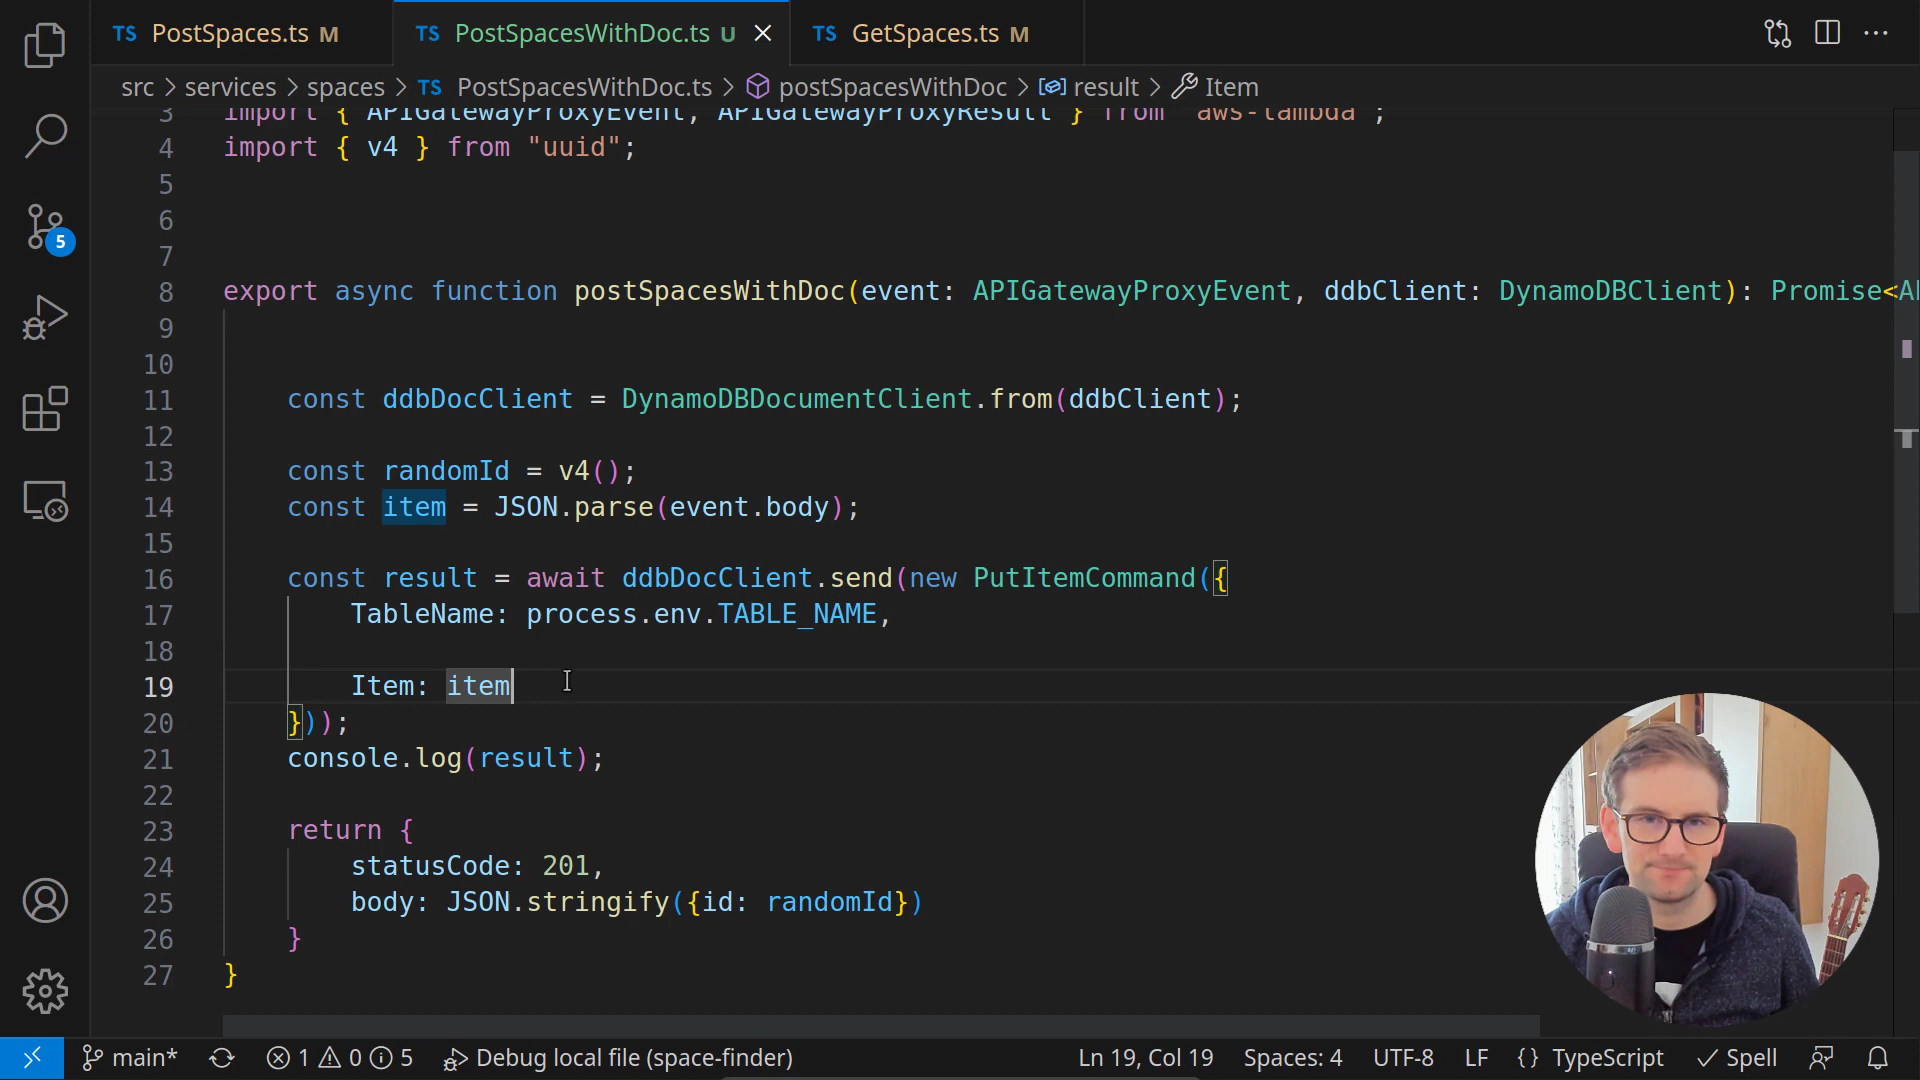 TS PostSpaces.ts M
TS PostSpacesWithDoc.ts U
TS GetSpaces.ts M
src > services > spaces > TS PostSpacesWithDoc.ts > postSpacesWithDoc > result > Item
3 import { APIGatewayProxyEvent, APIGatewayProxyResult } from "aws-lambda";
4 import { v4 } from "uuid";
5
6
7
8 export async function postSpacesWithDoc(event: APIGatewayProxyEvent, ddbClient: DynamoDBClient): Promise<
9
10
11 const ddbDocClient = DynamoDBDocumentClient.from(ddbClient);
12
13 const randomId = v4();
14 const item = JSON.parse(event.body);
15
16 const result = await ddbDocClient.send(new PutItemCommand({
17 TableName: process.env.TABLE_NAME,
18
19 Item: item
20 }));
21 console.log(result);
22
23 return {
24 statusCode: 201,
25 body: JSON.stringify({id: randomId})
26 }
27 }
5
main* 1 0 5 Debug local file (space-finder) Ln 19, Col 19 Spaces: 4 UTF-8 LF {} TypeScript Spell